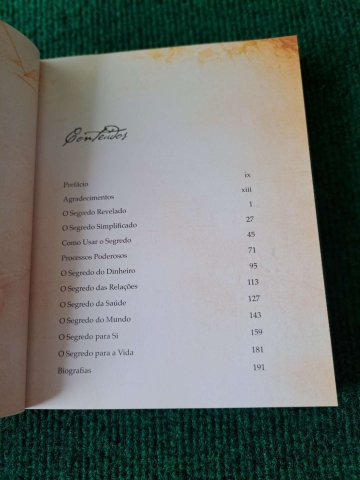 Conteúdos
Prefácio ix
Agradecimentos xiii
O Segredo Revelado 1
O Segredo Simplificado 27
Como Usar o Segredo 45
Processos Poderosos 71
O Segredo do Dinheiro 95
O Segredo das Relações 113
O Segredo da Saúde 127
O Segredo do Mundo 143
O Segredo para Si 159
O Segredo para a Vida 181
Biografias 191